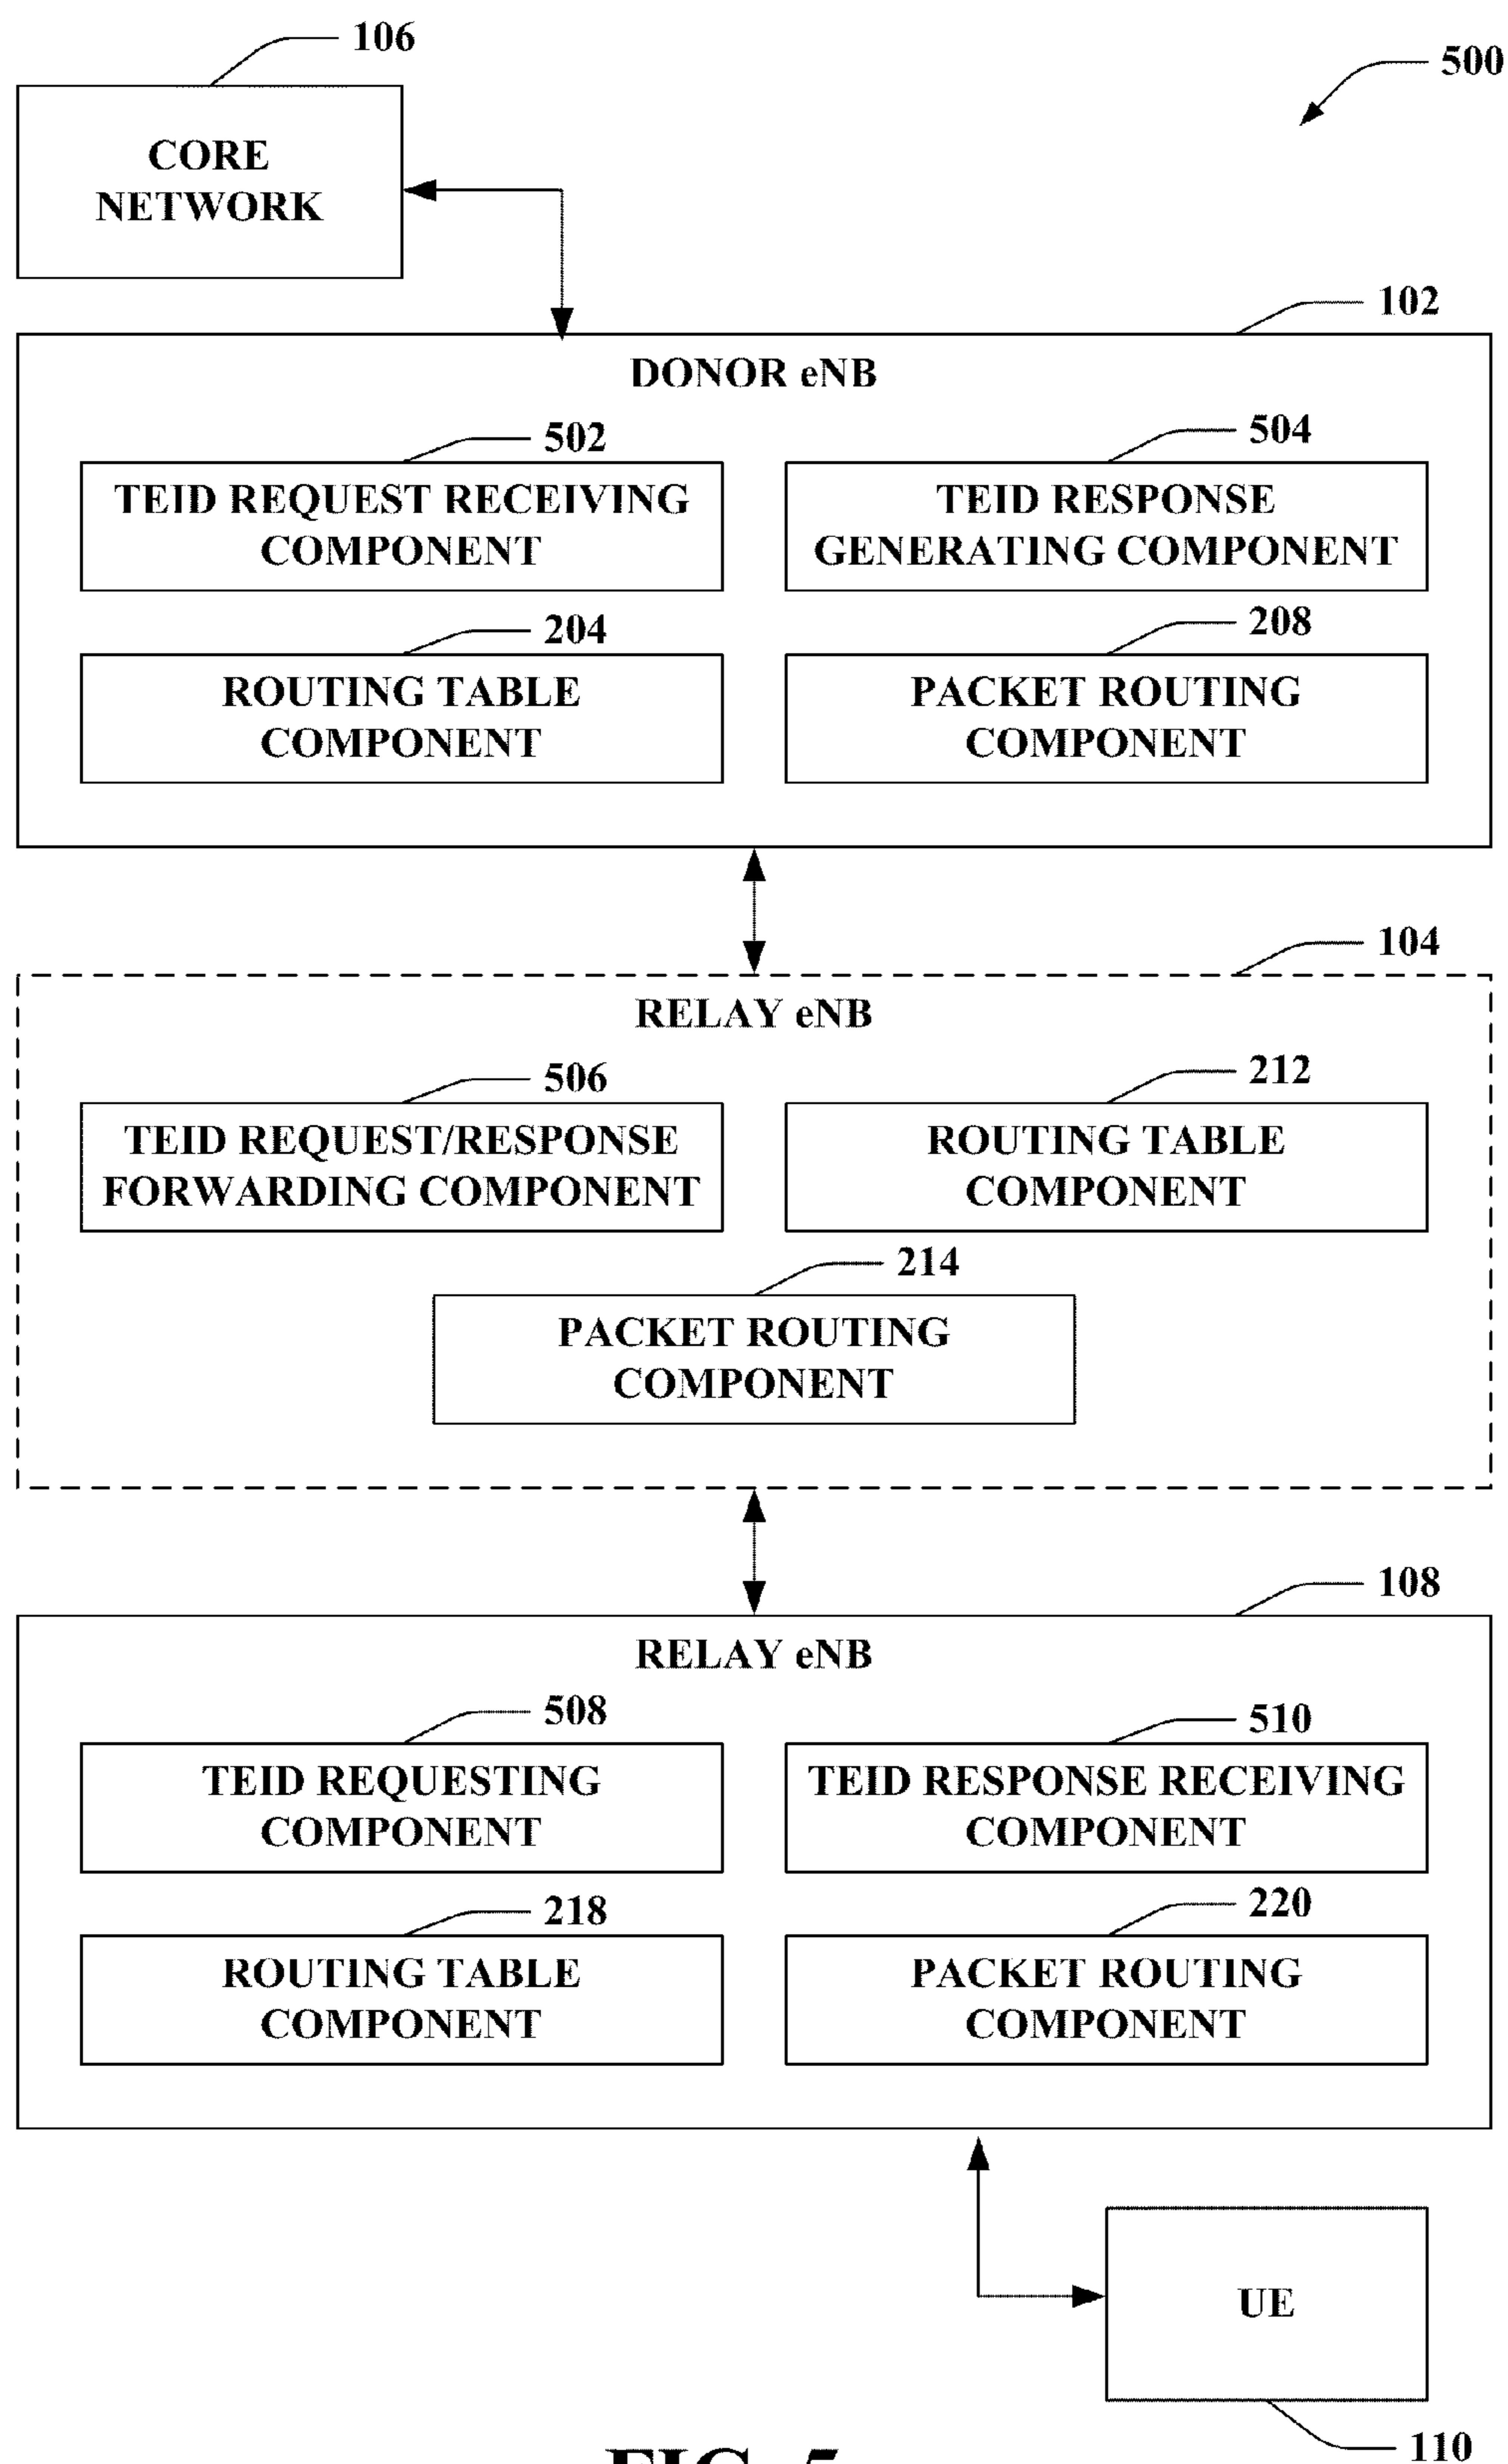 106
500
CORE
NETWORK
102
DONOR eNB
502
504
TEID REQUEST RECEIVING
COMPONENT
TEID RESPONSE
GENERATING COMPONENT
204
208
ROUTING TABLE
COMPONENT
PACKET ROUTING
COMPONENT
104
RELAY eNB
506
212
TEID REQUEST/RESPONSE
FORWARDING COMPONENT
ROUTING TABLE
COMPONENT
214
PACKET ROUTING
COMPONENT
108
RELAY eNB
508
510
TEID REQUESTING
COMPONENT
TEID RESPONSE RECEIVING
COMPONENT
218
220
ROUTING TABLE
COMPONENT
PACKET ROUTING
COMPONENT
UE
110
FIG. 5